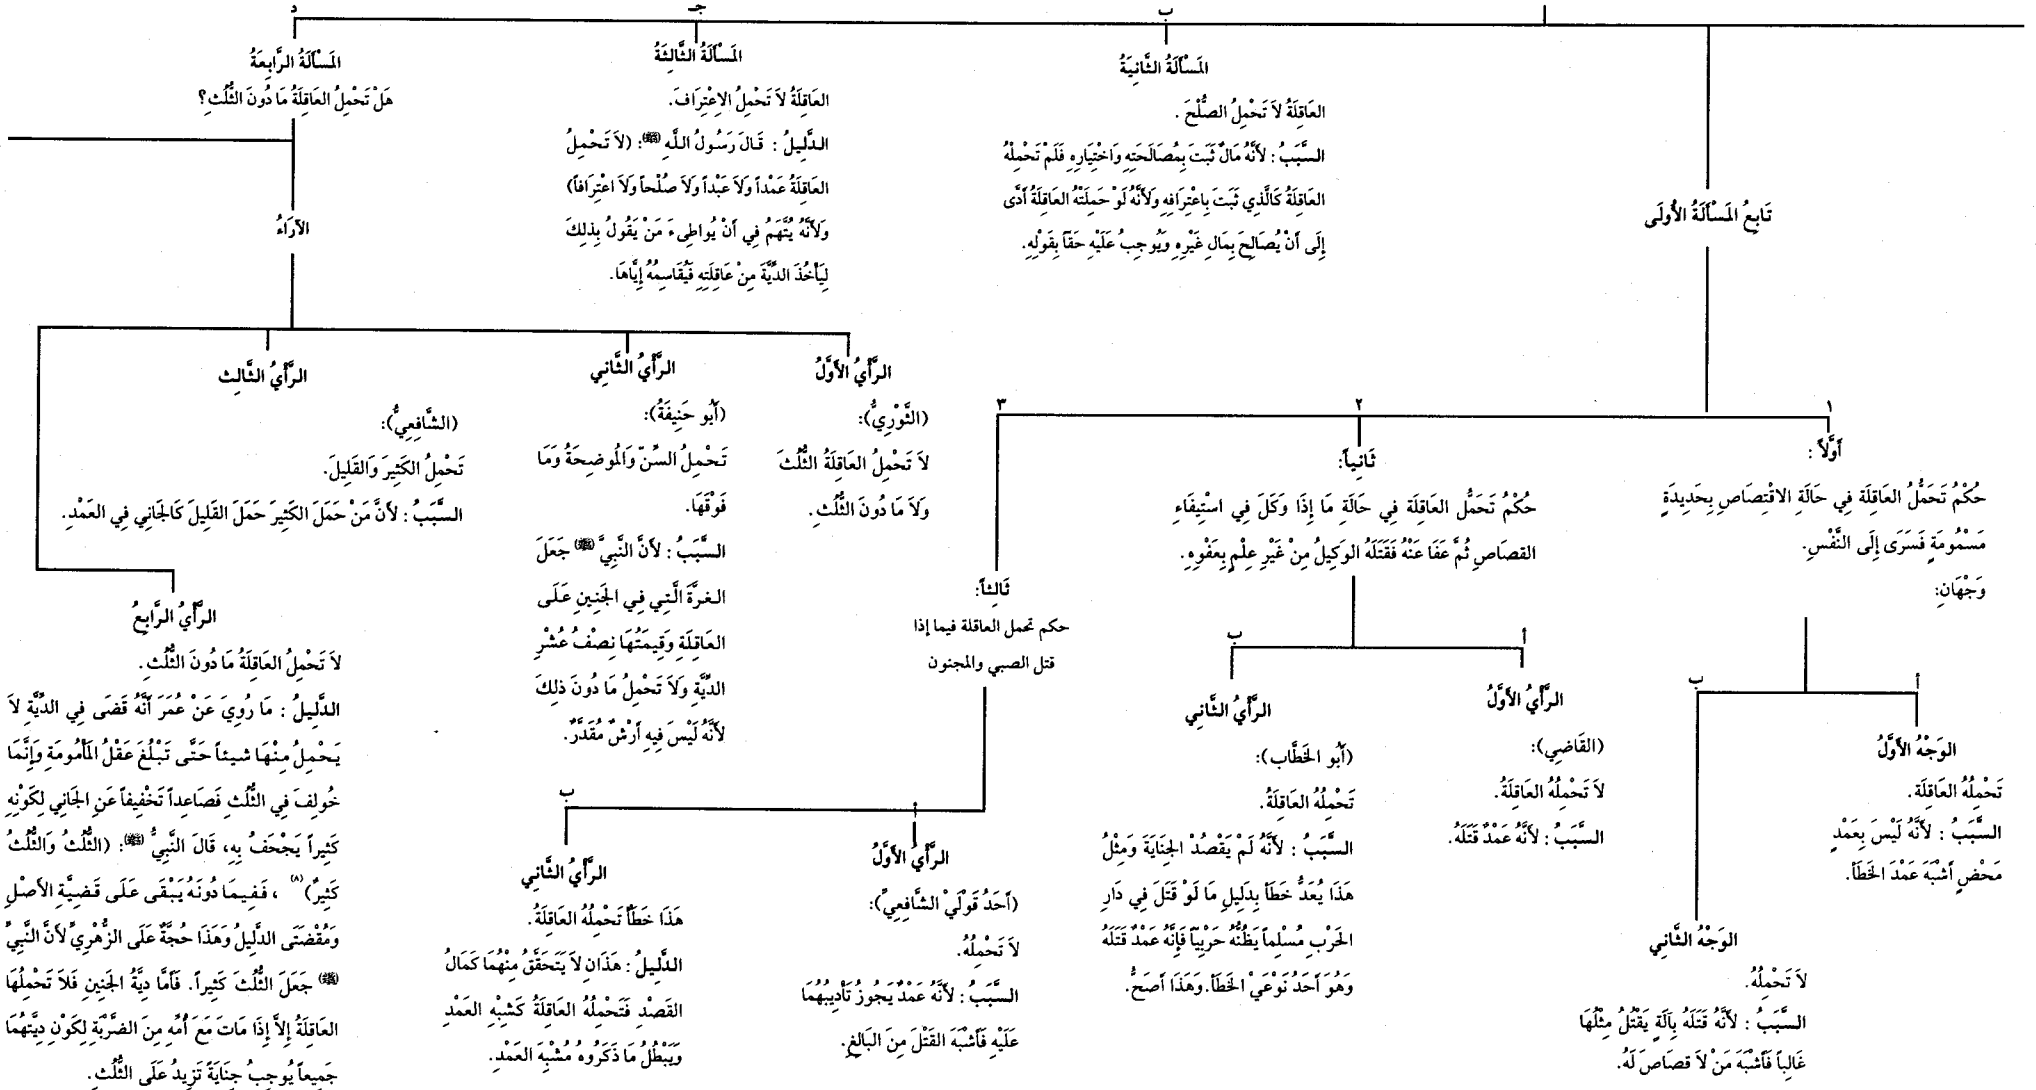 تَابِعُ المَسْأَلَةُ الأُولَى
١
أَوَّلاً :
حُكْمُ تَحَمُّلُ العَاقِلَة فِي حَالَةِ الاقْتِصَاصِ بِحَدِيدَةٍ
مَسْمُومَةٍ فَسَرَى إِلَى النَّفْسِ.
وَجْهَانِ:
أ
الوَجْهُ الأَوَّلُ
تَحْمِلُهُ العَاقِلَة.
السَّبَبُ : لأَنَّهُ لَيْسَ بِعَمْدٍ
مَحْضٍ أَشْبَهَ عَمْدَ الخَطَأ.
ب
الوَجْهُ الثَّانِي
لاَ تَحْمِلُهُ.
السَّبَبُ : لأَنَّهُ قَتَلَهُ بِآلَةٍ يَقْتُلُ مِثْلُهَا
غَالِباً فَأَشْبَهَ مَنْ لاَ قصَاصَ لَهُ.
٢
ثَانِياً:
حُكْمُ تَحَمُّل العَاقِلَة فِي حَالَةِ مَا إِذَا وَكَلَ فِي استِيفَاءِ
القصَاصِ ثُمَّ عَفَا عَنْهُ فَقَتَلَهُ الوَكِيلُ مِنْ غَيْرِ عِلْمٍ بِعَفْوِهِ.
أ
الرَّأْيُ الأَوَّلُ
(القَاضِي):
لاَ تَحْمِلُهُ العَاقِلَةُ.
السَّبَبُ : لأَنَّهُ عَمْدٌ قَتَلَهُ.
ب
الرَّأْيُ الثَّانِي
(أَبُو الخَطَّاب):
تَحْمِلُهُ العَاقِلَةُ.
السَّبَبُ : لأَنَّهُ لَمْ يَقْصُدْ الجِنَايَةَ وَمَثْلُ
هَذَا يُعَدُّ خَطَأً بِدَلِيلِ مَا لَوْ قَتَلَ فِي دَارِ
الحَرْبِ مُسْلِماً يَظُنُّهُ حَرْبِيّاً فَإِنَّهُ عَمْدٌ قَتَلَهُ
وَهُوَ أَحَدُ نَوْعَيْ الخَطَأ. وَهَذَا أَصَحُّ.
٣
ثَالِثاً:
حكم تحمل العاقلة فيما إذا
قتل الصبي والمجنون
أ
الرَّأْيُ الأَوَّلُ
(أَحَدُ قَوْلَيْ الشَّافِعِيِّ):
لاَ تَحْمِلُهُ.
السَّبَبُ : لأَنَّهُ عَمْدٌ يَجُوزُ تَأْدِيبُهُمَا
عَلَيْهِ فَأَشْبَهَ القَتْلَ مِنَ البَالِغِ.
ب
الرَّأْيُ الثَّانِي
هَذَا خَطَأٌ تَحْمِلُهُ العَاقِلَةُ.
الدَّلِيلُ : هَذَانِ لاَ يَتَحَقَّقُ مِنْهُمَا كَمَالُ
القَصْدِ فَتَحْمِلُهُ العَاقِلَةُ كَشِبْهِ العَمْدِ
وَيَبْطُلُ مَا ذَكَرُوهُ مُشْبِهَ العَمْدِ.
ب
المَسْأَلَةُ الثَّانِيَةُ
العَاقِلَةُ لاَ تَحْمِلُ الصُّلْحَ .
السَّبَبُ : لأَنَّهُ مَالٌ ثَبَتَ بِمُصَالَحَتِهِ وَاخْتِيَارِهِ فَلَمْ تَحْمِلْهُ
العَاقِلَةُ كَالَّذِي ثَبَتَ بِاعْتِرَافِهِ وَلأَنَّهُ لَوْ حَمِلَتْهُ العَاقِلَةُ أَدَّى
إِلَى أَنْ يُصَالِحَ بِمَالِ غَيْرِهِ وَيُوجِبُ عَلَيْهِ حَقّاً بِقَوْلِهِ.
جـ
المَسْأَلَةُ الثَّالِثَةُ
العَاقِلَةُ لاَ تَحْمِلُ الاعْتِرَافَ.
الدَّلِيلُ : قَالَ رَسُولُ اللَّهِ ﷺ: (لاَ تَحْمِلُ
العَاقِلَةُ عَمْداً وَلاَ عَبْداً وَلاَ صُلْحاً وَلاَ اعْتِرَافاً)
وَلأَنَّهُ يُتَّهَمُ فِي أَنْ يُوَاطِىءَ مَنْ يَقُولُ بِذلِكَ
لِيَأْخُذَ الدِّيَّةَ مِنْ عَاقِلَتِهِ فَيُقَاسِمُهُ إِيَّاهَا.
د
المَسْأَلَةُ الرَّابِعَةُ
هَلْ تَحْمِلُ العَاقِلَةُ مَا دُونَ الثُّلُثِ؟
الآرَاءُ
الرَّأْيُ الأَوَّلُ
(الثَّوْرِيُّ):
لاَ تَحْمِلُ العَاقِلَةُ الثُّلُثَ
وَلاَ مَا دُونَ الثُّلُثِ.
الرَّأْيُ الثَّانِي
(أَبُو حَنِيفَةُ):
تَحْمِلُ السِّنّ وَالمُوضِحَةُ وَمَا
فَوْقَهَا.
السَّبَبُ : لأَنَّ النَّبِيَّ ﷺ جَعَلَ
الغرَّةَ الَّتِي فِي الجَنِينِ عَلَى
العَاقِلَةِ وَقِيمَتُهَا نِصْفُ عُشْرِ
الدِّيَّةِ وَلاَ تَحْمِلُ مَا دُونَ ذلِكَ
لأَنَّهُ لَيْسَ فِيهِ أَرْشٌ مُقَدَّرٌ.
الرَّأْيُ الثَّالِث
(الشَّافِعِيُّ):
تَحْمِلُ الكَثِيرَ وَالقَلِيلَ.
السَّبَبُ : لأَنَّ مَنْ حَمَلَ الكَثِيرَ حَمَلَ القَلِيلَ كَالجَانِي فِي العَمْدِ.
الرَّأْيُ الرَّابِعُ
لاَ تَحْمِلُ العَاقِلَةُ مَا دُونَ الثُّلُثِ.
الدَّلِيلُ : مَا رُوِيَ عَنْ عُمَرَ أَنَّهُ قَضَى فِي الدِّيَّةِ لاَ
يَحْمِلُ مِنْهَا شيئاً حَتَّى تَبْلُغَ عَقْلُ المَأْمُومَةِ وَإِنَّمَا
خُولِفَ فِي الثُّلُثِ فَصَاعِداً تَخْفِيفاً عَنِ الجَانِي لِكَوْنِهِ
كَثِيراً يَجْحَفُ بِهِ، قَالَ النَّبِيُّ ﷺ: (الثُّلُثُ وَالثُّلُثُ
كَثِيرٌ)(٨) ، فَفِيمَا دُونَهُ يَبْقَى عَلَى قَضِيَّةِ الأَصْلِ
وَمُقْضَتَى الدَّلِيلُ وَهَذَا حُجَّةٌ عَلَى الزُّهْرِيِّ لأَنَّ النَّبِيَّ
ﷺ جَعَلَ الثُّلُثَ كَثِيراً. فَأَمَّا دِيَّةُ الجَنِينِ فَلاَ تَحْمِلُهَا
العَاقِلَةُ إِلاَّ إِذَا مَاتَ مَعَ أُمِّهِ مِنَ الضَّرْبَةِ لِكَوْنِ دِيَّتِهُمَا
جَمِيعاً يُوجِبُ جِنَايَةً تَزِيدُ عَلَى الثُّلُثِ.